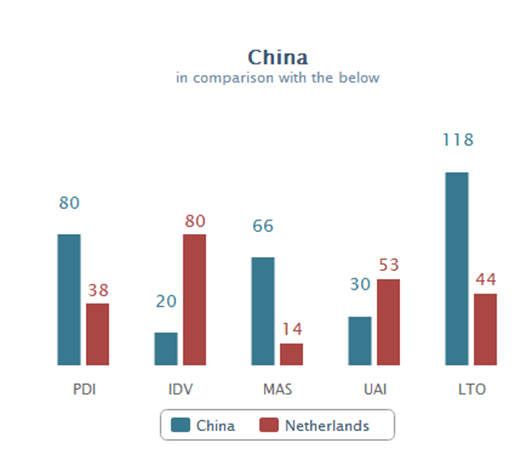 China
in comparison with the below
118
80
80
66
53
44
38
30
20
14
PDI
IDV
MAS
UAI
LTO
China
Netherlands